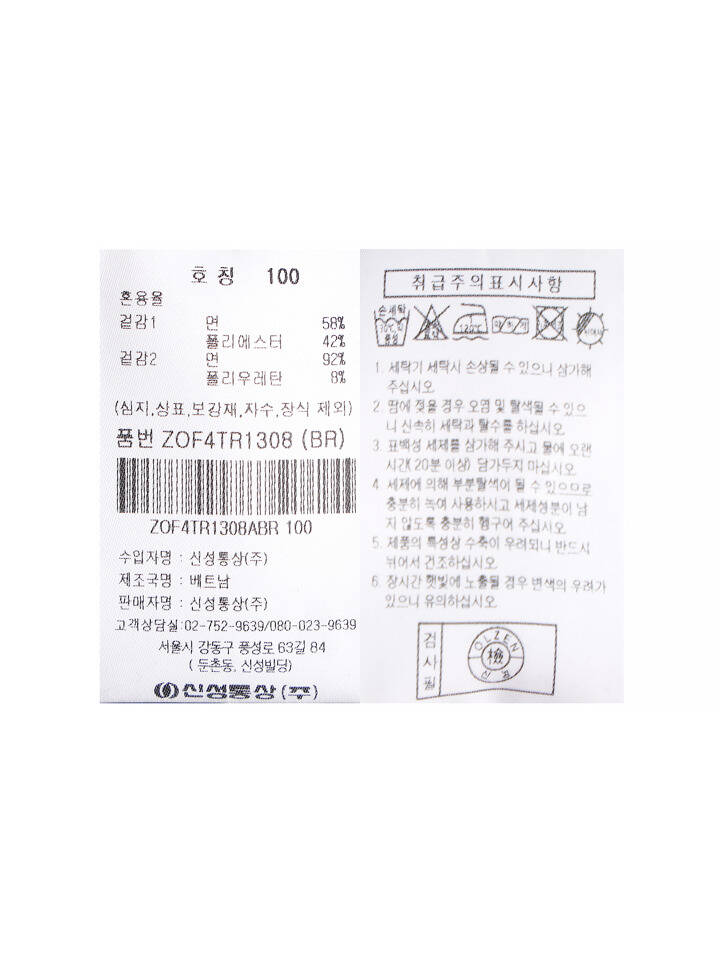 호칭 100
혼용율
겉감1 면 58%
폴리에스터 42%
겉감2 면 92%
폴리우레탄 8%
(심지,상표,보강재,자수,장식 제외)
품번 ZOF4TR1308 (BR)
ZOF4TR1308ABR 100
수입자명 : 신성통상(주)
제조국명 : 베트남
판매자명 : 신성통상(주)
고객상담실:02-752-9639/080-023-9639
서울시 강동구 풍성로 63길 84
( 둔촌동, 신성빌딩)
신성통상(주)
취급주의표시사항
손세탁
중성
120℃
1. 세탁기 세탁시 손상될 수 있으니 삼가해
주십시오
2. 땀에 젖을 경우 오염 및 탈색될 수 있으
니 신속히 세탁과 탈수를 하십시오
3. 표백성 세제를 삼가해 주시고 물에 오랜
시간(20분 이상) 담가두지 마십시오
4. 세제에 의해 부분탈색이 될 수 있으므로
충분히 녹여 사용하시고 세제성분이 남
지 않도록 충분히 헹구어 주십시오
5. 제품의 특성상 수축이 우려되니 반드시
뉘어서 건조하십시오
6. 장시간 햇빛에 노출될 경우 변색의 우려가
있으니 유의하십시오
검사필
OLZEN
檢